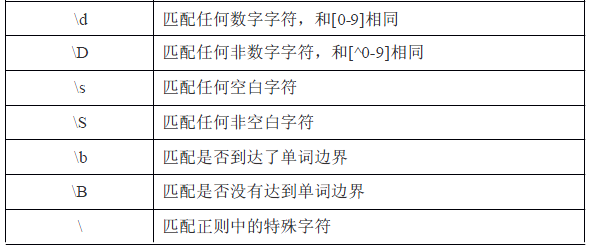 \d 匹配任何数字字符，和[0-9]相同
\D 匹配任何非数字字符，和[^0-9]相同
\s 匹配任何空白字符
\S 匹配任何非空白字符
\b 匹配是否到达了单词边界
\B 匹配是否没有达到单词边界
\ 匹配正则中的特殊字符